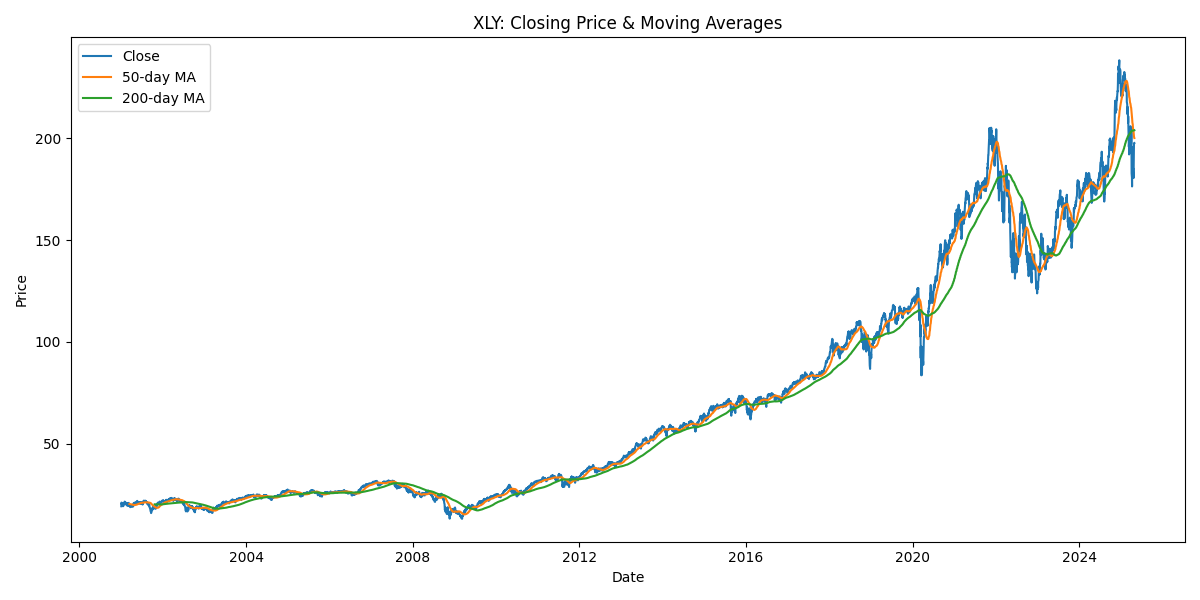 XLY: Closing Price & Moving Averages
Close
50-day MA
200-day MA
Price
200
150
100
50
2000 2004 2008 2012 2016 2020 2024
Date